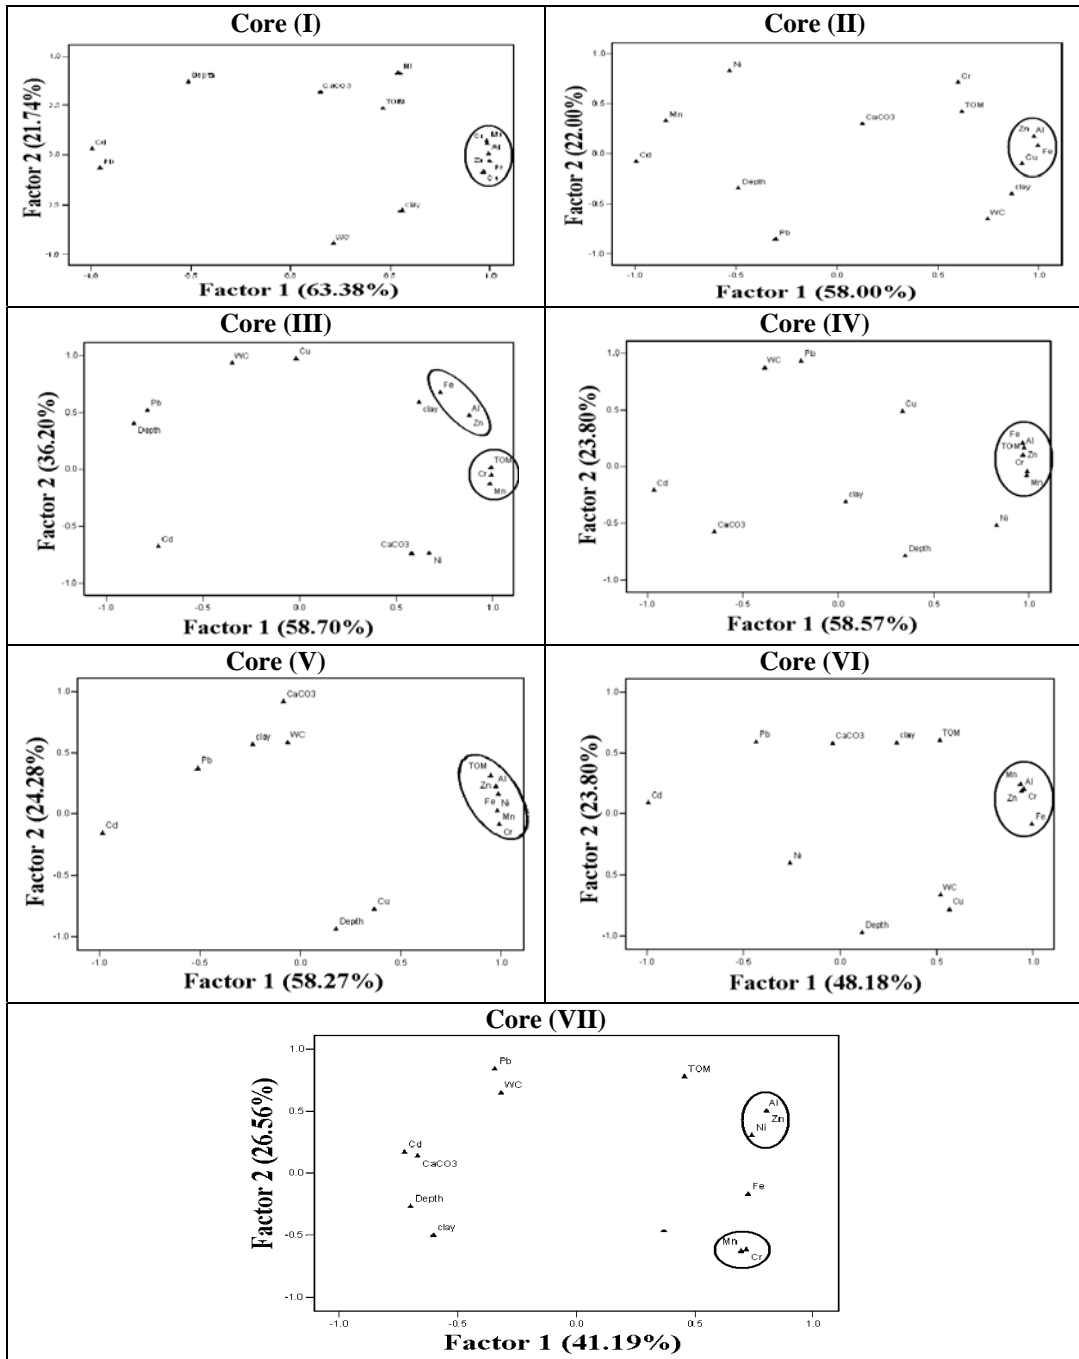 Core (I)
1.0
Ni
Depth
CaCO3
TOM
Cr Mn
Al
Cd
Pb
Zn Fe
Cu
clay
WC
Factor 2 (21.74%)
-1.0 -0.5 0.0 0.5 1.0
Factor 1 (63.38%)
Core (II)
1.0
Ni
Cr
0.5
TOM
Mn
CaCO3
Zn Al
Fe
0.0
Cd
Cu
Depth
clay
0.5
WC
Pb
-1.0
Factor 2 (22.00%)
-1.0 -0.5 0.0 0.5 1.0
Factor 1 (58.00%)
Core (III)
1.0
WC
Cu
Fe
Pb
clay
Al
Zn
0.5
Depth
TOM
0.0
Cr
Mn
0.5
Cd
CaCO3
Ni
-1.0
Factor 2 (36.20%)
-1.0 -0.5 0.0 0.5 1.0
Factor 1 (58.70%)
Core (IV)
1.0
WC
Pb
0.5
Cu
Fe
Al
TOM
Zn
Cr
0.0
Mn
Cd
clay
Ni
0.5
CaCO3
Depth
-1.0
Factor 2 (23.80%)
-1.0 -0.5 0.0 0.5 1.0
Factor 1 (58.57%)
Core (V)
1.0
CaCO3
clay
WC
0.5
Pb
TOM
Al
Zn
Ni
Fe
Mn
0.0
Cd
Cr
0.5
Cu
Depth
-1.0
Factor 2 (24.28%)
-1.0 -0.5 0.0 0.5 1.0
Factor 1 (58.27%)
Core (VI)
1.0
Pb
CaCO3
clay
TOM
0.5
Mn
Al
Zn
Cr
Cd
0.0
Fe
Ni
0.5
WC
Cu
Depth
-1.0
Factor 2 (23.80%)
-1.0 -0.5 0.0 0.5 1.0
Factor 1 (48.18%)
Core (VII)
1.0
Pb
WC
TOM
Al
0.5
Zn
Ni
Cd
CaCO3
0.0
Fe
Depth
clay
-0.5
Mn
Cr
-1.0
Factor 2 (26.56%)
-1.0 -0.5 0.0 0.5 1.0
Factor 1 (41.19%)